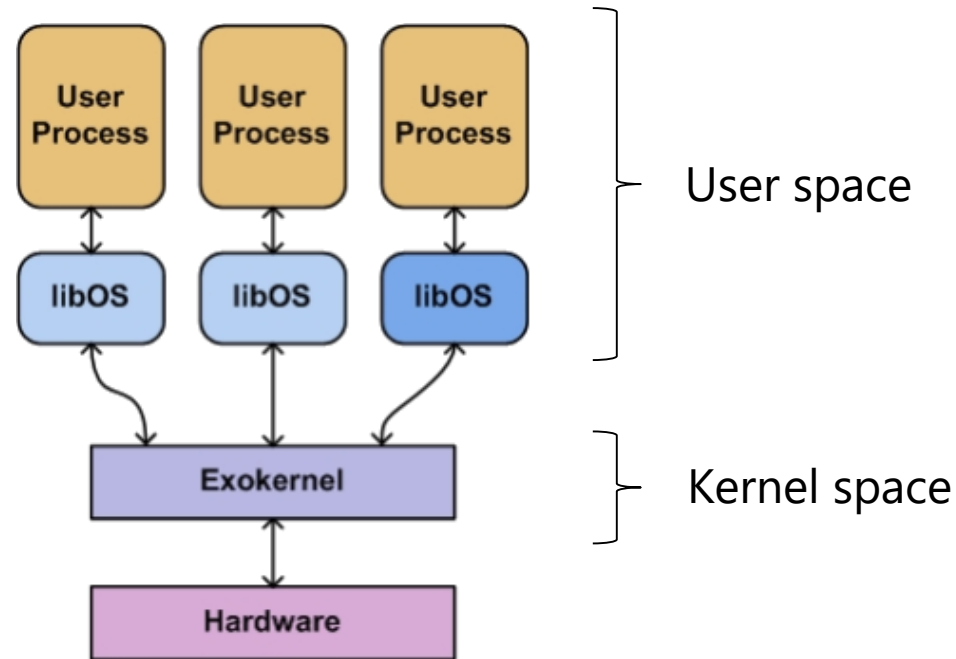 User
Process
User
Process
User
Process
User space
libOS
libOS
libOS
Exokernel
Kernel space
Hardware